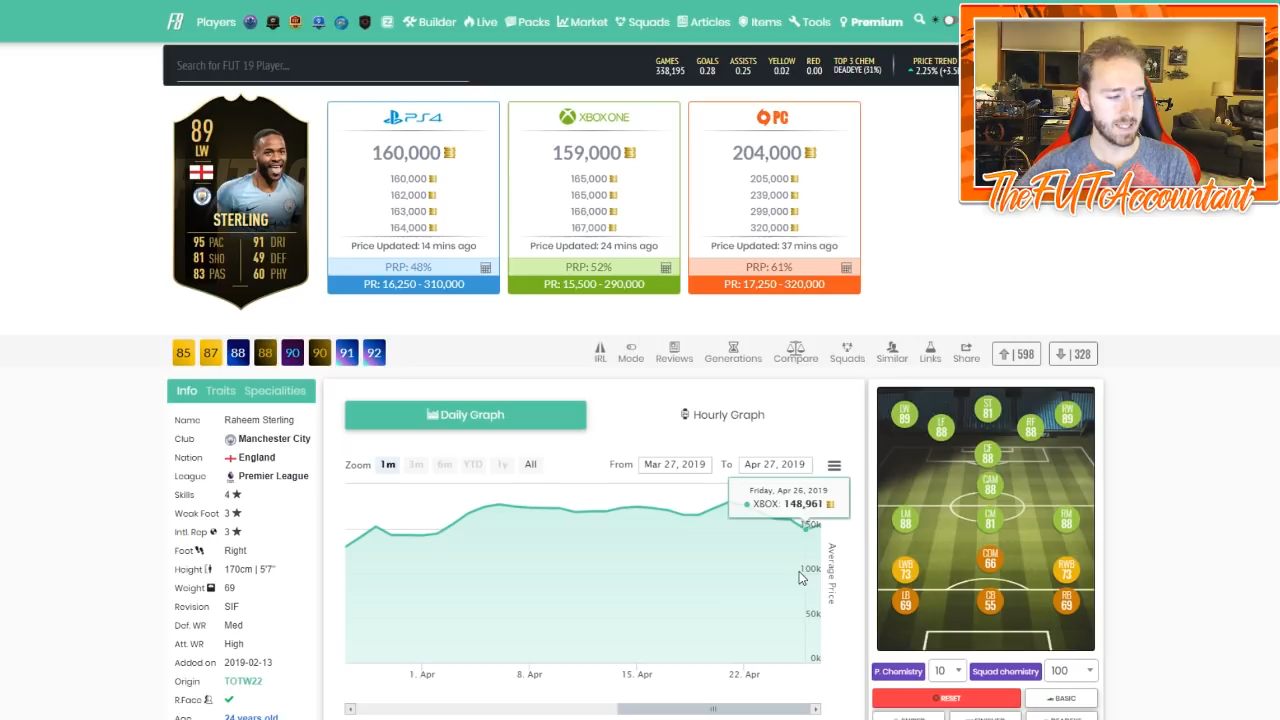 FB Players Builder Live Packs Market Squads Articles Items Tools Premium
Search for FUT 19 Player...
GAMES 338,195
GOALS 0.28
ASSISTS 0.25
YELLOW 0.02
RED 0.00
TOP 3 CHEM DEADEYE (31%)
PRICE TREND 2.25% (+3.5
TheFUTAccountant
89
LW
STERLING
95 PAC 91 DRI
81 SHO 49 DEF
83 PAS 60 PHY
PS4
160,000
160,000
162,000
163,000
164,000
Price Updated: 14 mins ago
PRP: 48%
PR: 16,250 - 310,000
XBOX ONE
159,000
165,000
165,000
166,000
167,000
Price Updated: 24 mins ago
PRP: 52%
PR: 15,500 - 290,000
PC
204,000
205,000
239,000
299,000
320,000
Price Updated: 37 mins ago
PRP: 61%
PR: 17,250 - 320,000
85 87 88 88 90 90 91 92
IRL Mode Reviews Generations Compare Squads Similar Links Share | 598 | 328
Info Traits Specialities
Name Raheem Sterling
Club Manchester City
Nation England
League Premier League
Skills 4
Weak Foot 3
Intl. Rep 3
Foot Right
Height 170cm | 5'7"
Weight 69
Revision SIF
Def. WR Med
Att. WR High
Added on 2019-02-13
Origin TOTW22
R.Face
Age 24 years old
Daily Graph Hourly Graph
Zoom 1m 3m 6m YTD 1y All From Mar 27, 2019 To Apr 27, 2019
Friday, Apr 26, 2019
XBOX: 148,961
150k
100k
50k
0k
Average Price
1. Apr 8. Apr 15. Apr 22. Apr
ST 81
LW 89
RW 89
LF 88
RF 88
CF 88
CAM 88
LM 88
CM 81
RM 88
CDM 66
LWB 73
RWB 73
LB 69
CB 55
RB 69
P. Chemistry 10 Squad chemistry 100
RESET BASIC